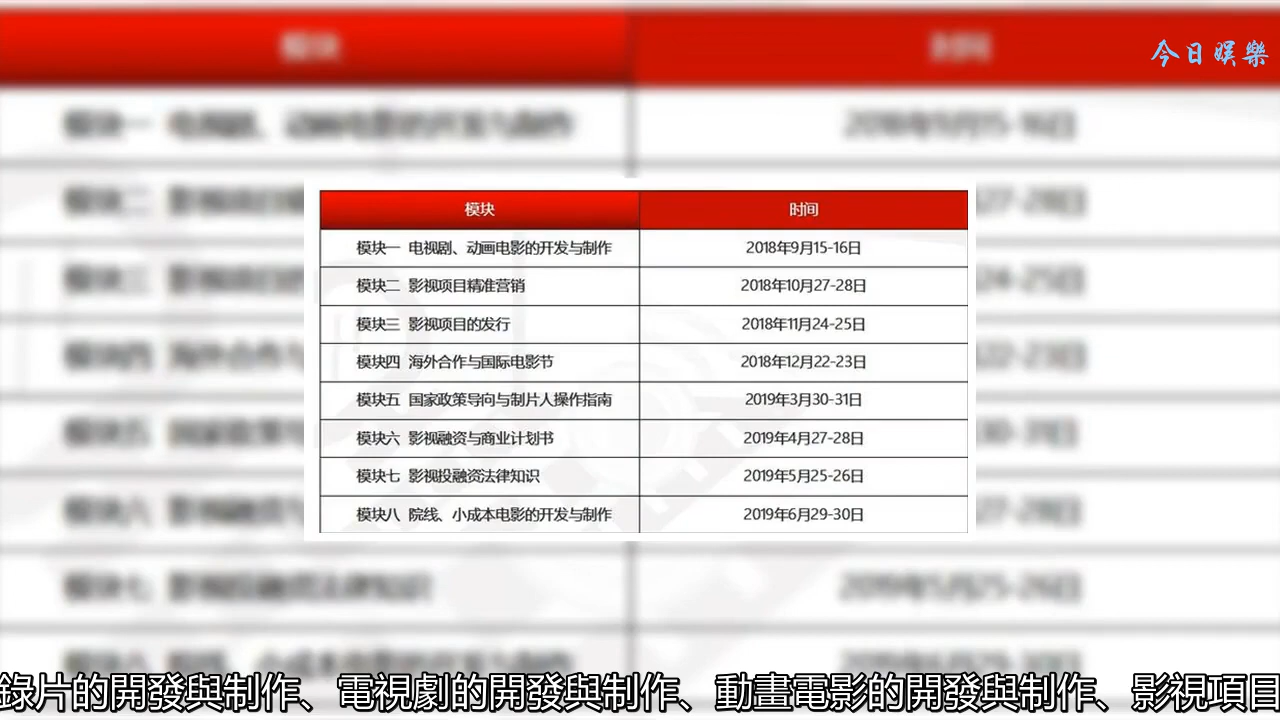 今日娛樂
模块 时间
模块一 电视剧、动画电影的开发与制作 2018年9月15-16日
模块二 影视项目精准营销 2018年10月27-28日
模块三 影视项目的发行 2018年11月24-25日
模块四 海外合作与国际电影节 2018年12月22-23日
模块五 国家政策导向与制片人操作指南 2019年3月30-31日
模块六 影视融资与商业计划书 2019年4月27-28日
模块七 影视投融资法律知识 2019年5月25-26日
模块八 院线、小成本电影的开发与制作 2019年6月29-30日
錄片的開發與制作、電視劇的開發與制作、動畫電影的開發與制作、影視項目